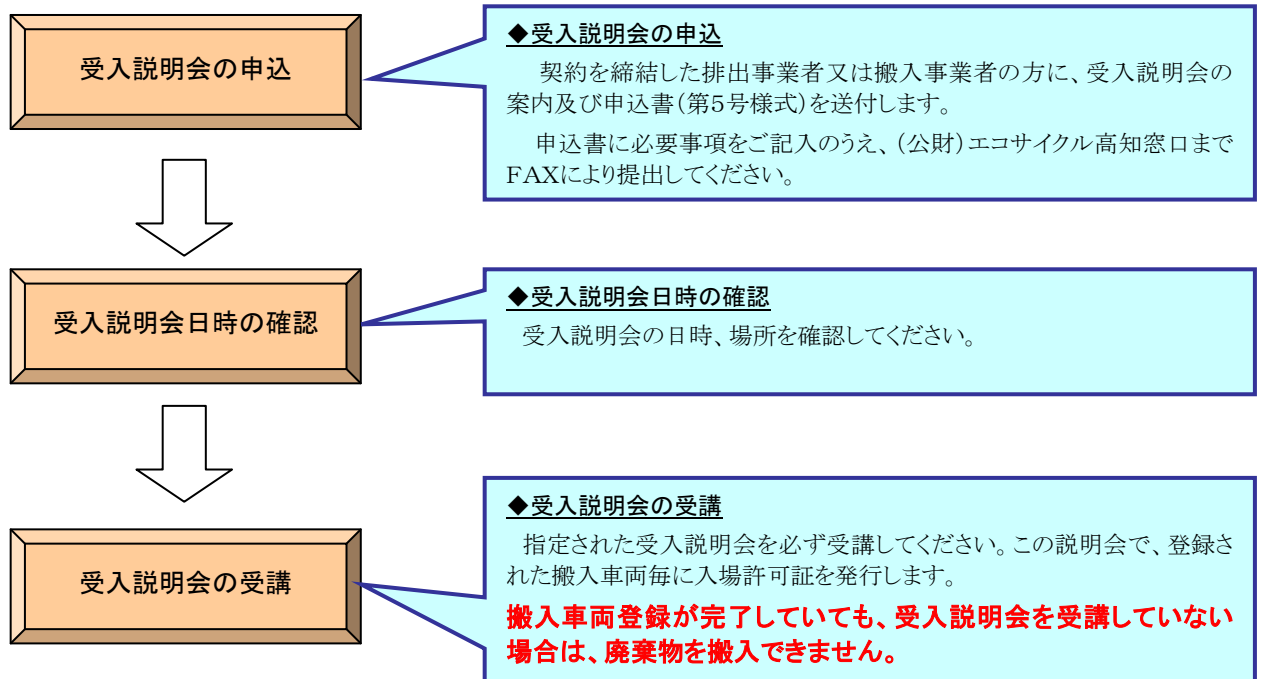 受入説明会の申込
◆受入説明会の申込
契約を締結した排出事業者又は搬入事業者の方に、受入説明会の
案内及び申込書(第5号様式)を送付します。
申込書に必要事項をご記入のうえ、(公財)エコサイクル高知窓口まで
FAXにより提出してください。
受入説明会日時の確認
◆受入説明会日時の確認
受入説明会の日時、場所を確認してください。
受入説明会の受講
◆受入説明会の受講
指定された受入説明会を必ず受講してください。この説明会で、登録さ
れた搬入車両毎に入場許可証を発行します。
搬入車両登録が完了していても、受入説明会を受講していない
場合は、廃棄物を搬入できません。